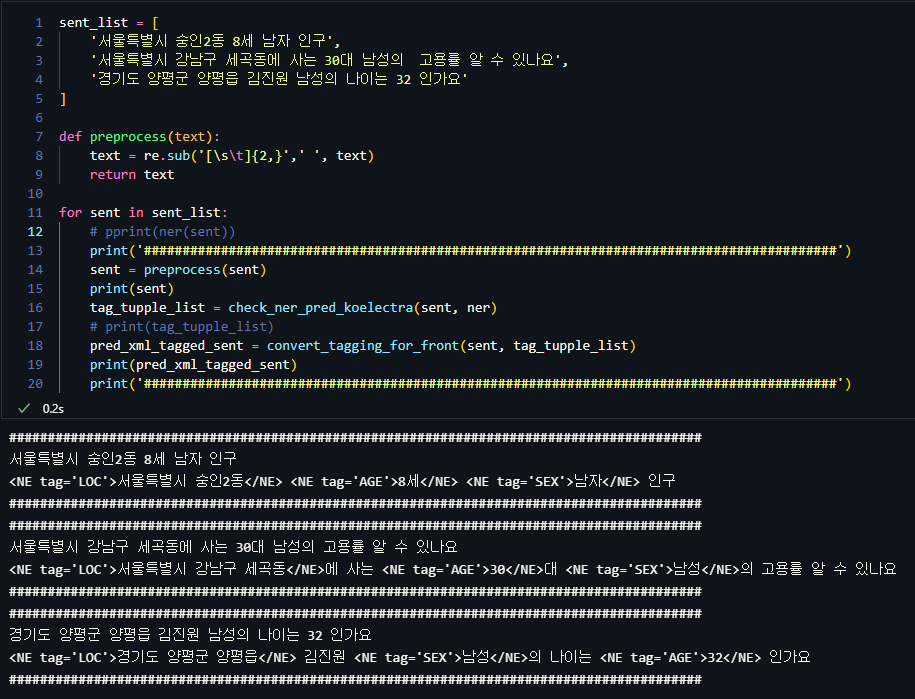 1 sent_list = [
2 '서울특별시 숭인2동 8세 남자 인구',
3 '서울특별시 강남구 세곡동에 사는 30대 남성의  고용률 알 수 있나요',
4 '경기도 양평군 양평읍 김진원 남성의 나이는 32 인가요'
5 ]
6
7 def preprocess(text):
8 text = re.sub('[\s\t]{2,}',' ', text)
9 return text
10
11 for sent in sent_list:
12 # pprint(ner(sent))
13 print('##########################################################################################')
14 sent = preprocess(sent)
15 print(sent)
16 tag_tupple_list = check_ner_pred_koelectra(sent, ner)
17 # print(tag_tupple_list)
18 pred_xml_tagged_sent = convert_tagging_for_front(sent, tag_tupple_list)
19 print(pred_xml_tagged_sent)
20 print('##########################################################################################')
✓ 0.2s
##########################################################################################
서울특별시 숭인2동 8세 남자 인구
<NE tag='LOC'>서울특별시 숭인2동</NE> <NE tag='AGE'>8세</NE> <NE tag='SEX'>남자</NE> 인구
##########################################################################################
##########################################################################################
서울특별시 강남구 세곡동에 사는 30대 남성의 고용률 알 수 있나요
<NE tag='LOC'>서울특별시 강남구 세곡동</NE>에 사는 <NE tag='AGE'>30</NE>대 <NE tag='SEX'>남성</NE>의 고용률 알 수 있나요
##########################################################################################
##########################################################################################
경기도 양평군 양평읍 김진원 남성의 나이는 32 인가요
<NE tag='LOC'>경기도 양평군 양평읍</NE> 김진원 <NE tag='SEX'>남성</NE>의 나이는 <NE tag='AGE'>32</NE> 인가요
##########################################################################################